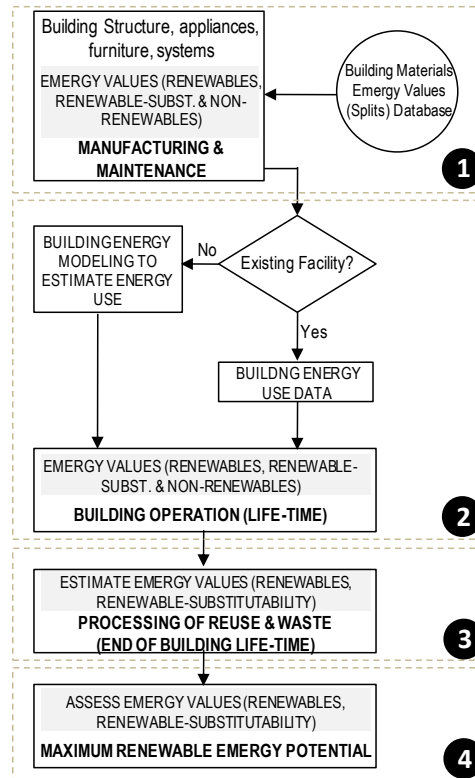 Building Structure, appliances,
furniture, systems
EMERGY VALUES (RENEWABLES,
RENEWABLE-SUBST. & NON-
RENEWABLES)
MANUFACTURING &
MAINTENANCE
Building Materials
Emergy Values
(Splits) Database
1
BUILDING ENERGY
MODELING TO
ESTIMATE ENERGY
USE
No
Existing Facility?
Yes
BUILDNG ENERGY
USE DATA
EMERGY VALUES (RENEWABLES, RENEWABLE-
SUBST. & NON-RENEWABLES)
BUILDING OPERATION (LIFE-TIME)
2
ESTIMATE EMERGY VALUES (RENEWABLES,
RENEWABLE-SUBSTITUTABILITY)
PROCESSING OF REUSE & WASTE
(END OF BUILDING LIFE-TIME)
3
ASSESS EMERGY VALUES (RENEWABLES,
RENEWABLE-SUBSTITUTABILITY)
MAXIMUM RENEWABLE EMERGY POTENTIAL
4